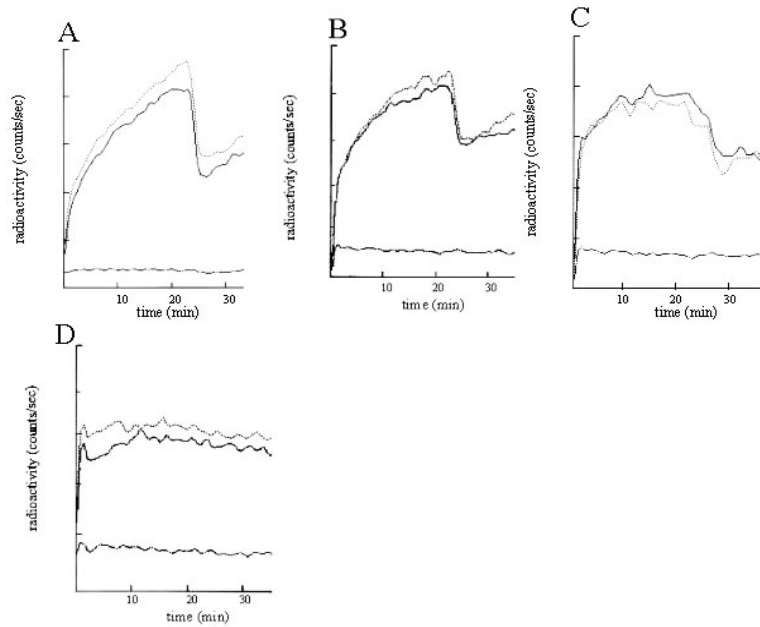 A
radioactivity (counts/sec)
10 20 30
time (min)
B
radioactivity (counts/sec)
10 20 30
time (min)
C
radioactivity (counts/sec)
10 20 30
time (min)
D
radioactivity (counts/sec)
10 20 30
time (min)